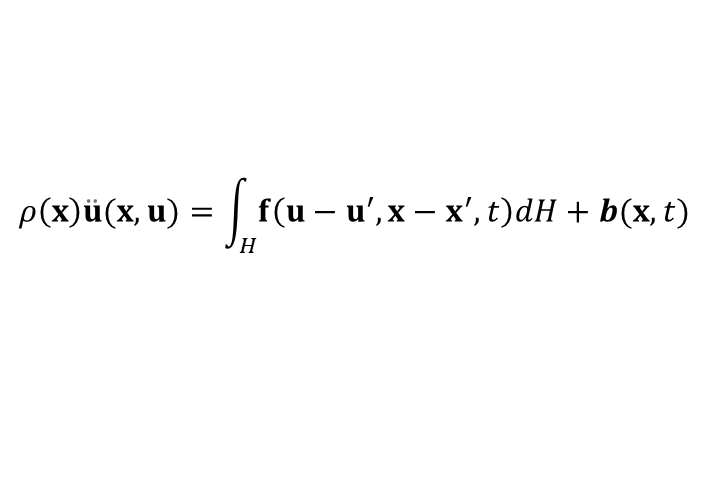 ρ(𝐱)𝐮̈(𝐱, 𝐮) = ∫_H 𝐟(𝐮 − 𝐮′, 𝐱 − 𝐱′, t)dH + 𝒃(𝐱, t)